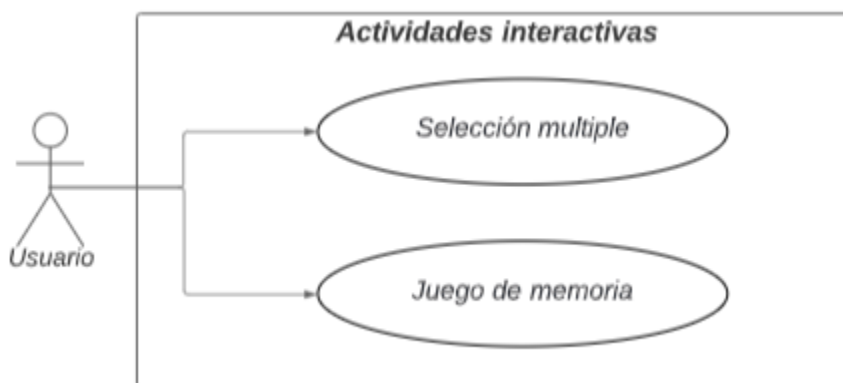 Actividades interactivas
Selección multiple
Usuario
Juego de memoria